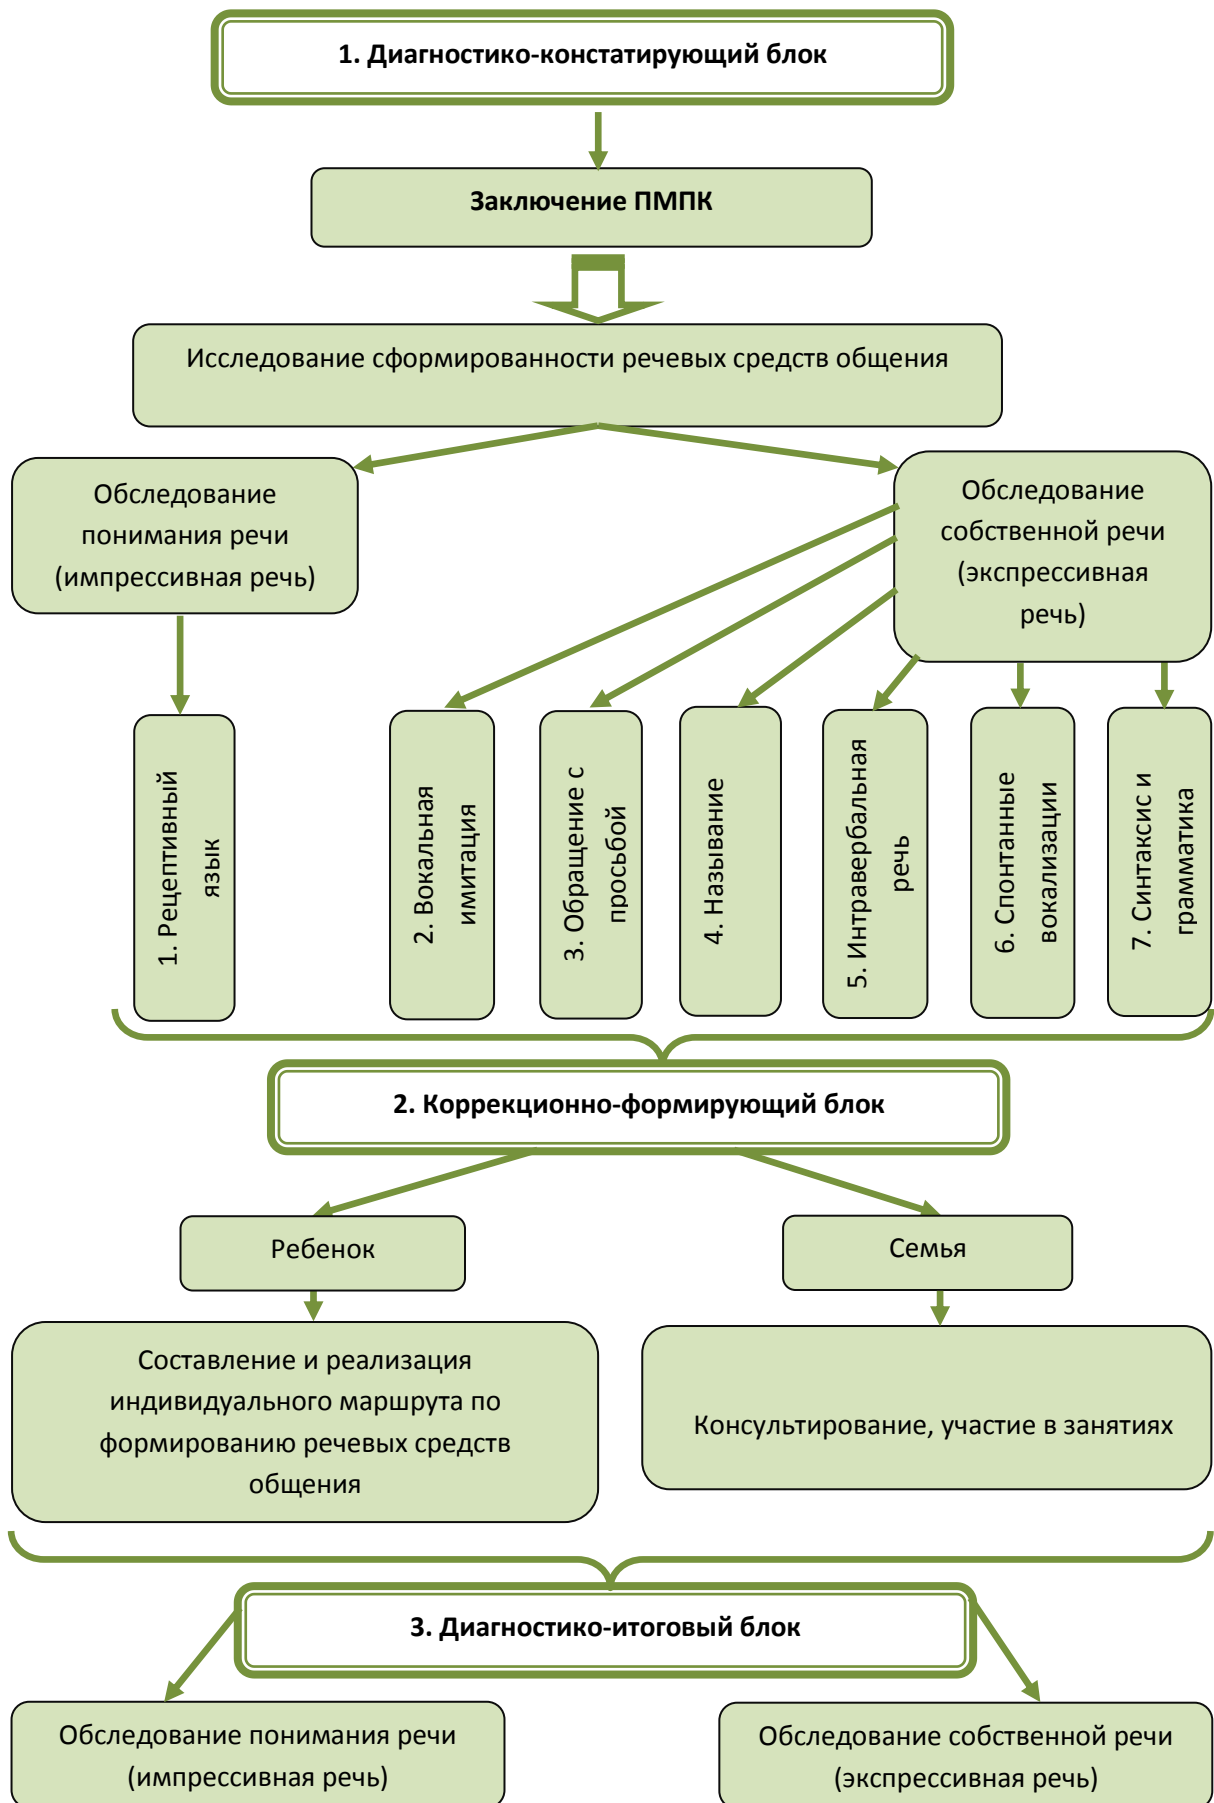 1. Диагностико-констатирующий блок
Заключение ПМПК
Исследование сформированности речевых средств общения
Обследование
понимания речи
(импрессивная речь)
Обследование
собственной речи
(экспрессивная
речь)
1. Рецептивный
язык
2. Вокальная
имитация
3. Обращение с
просьбой
4. Называние
5. Интравербальная
речь
6. Спонтанные
вокализации
7. Синтаксис и
грамматика
2. Коррекционно-формирующий блок
Ребенок
Семья
Составление и реализация
индивидуального маршрута по
формированию речевых средств
общения
Консультирование, участие в занятиях
3. Диагностико-итоговый блок
Обследование понимания речи
(импрессивная речь)
Обследование собственной речи
(экспрессивная речь)